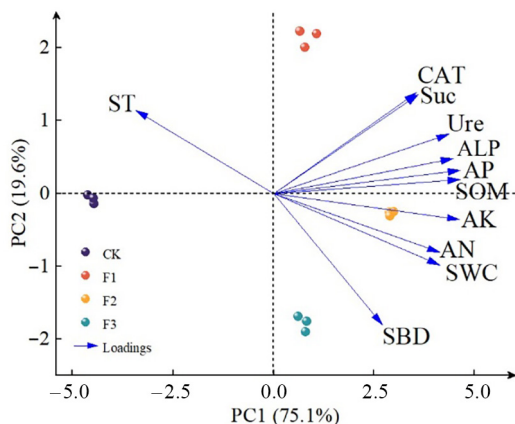 2
1
0
−1
−2
PC2 (19.6%)
ST
CAT
Suc
Ure
ALP
AP
SOM
AK
AN
SWC
SBD
CK
F1
F2
F3
Loadings
−5.0 −2.5 0.0 2.5 5.0
PC1 (75.1%)